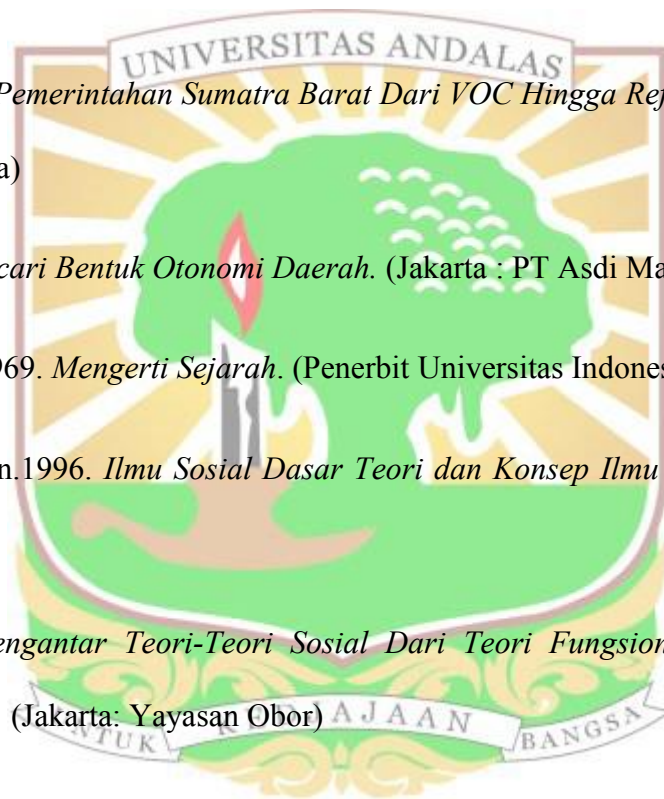 UNIVERSITAS ANDALAS
Pemerintahan Sumatra Barat Dari VOC Hingga Ref
a)
cari Bentuk Otonomi Daerah. (Jakarta : PT Asdi Ma
969. Mengerti Sejarah. (Penerbit Universitas Indones
n.1996. Ilmu Sosial Dasar Teori dan Konsep Ilmu
engantar Teori-Teori Sosial Dari Teori Fungsion
(Jakarta: Yayasan Obor)
UNTUK KEDJAJAAN BANGSA